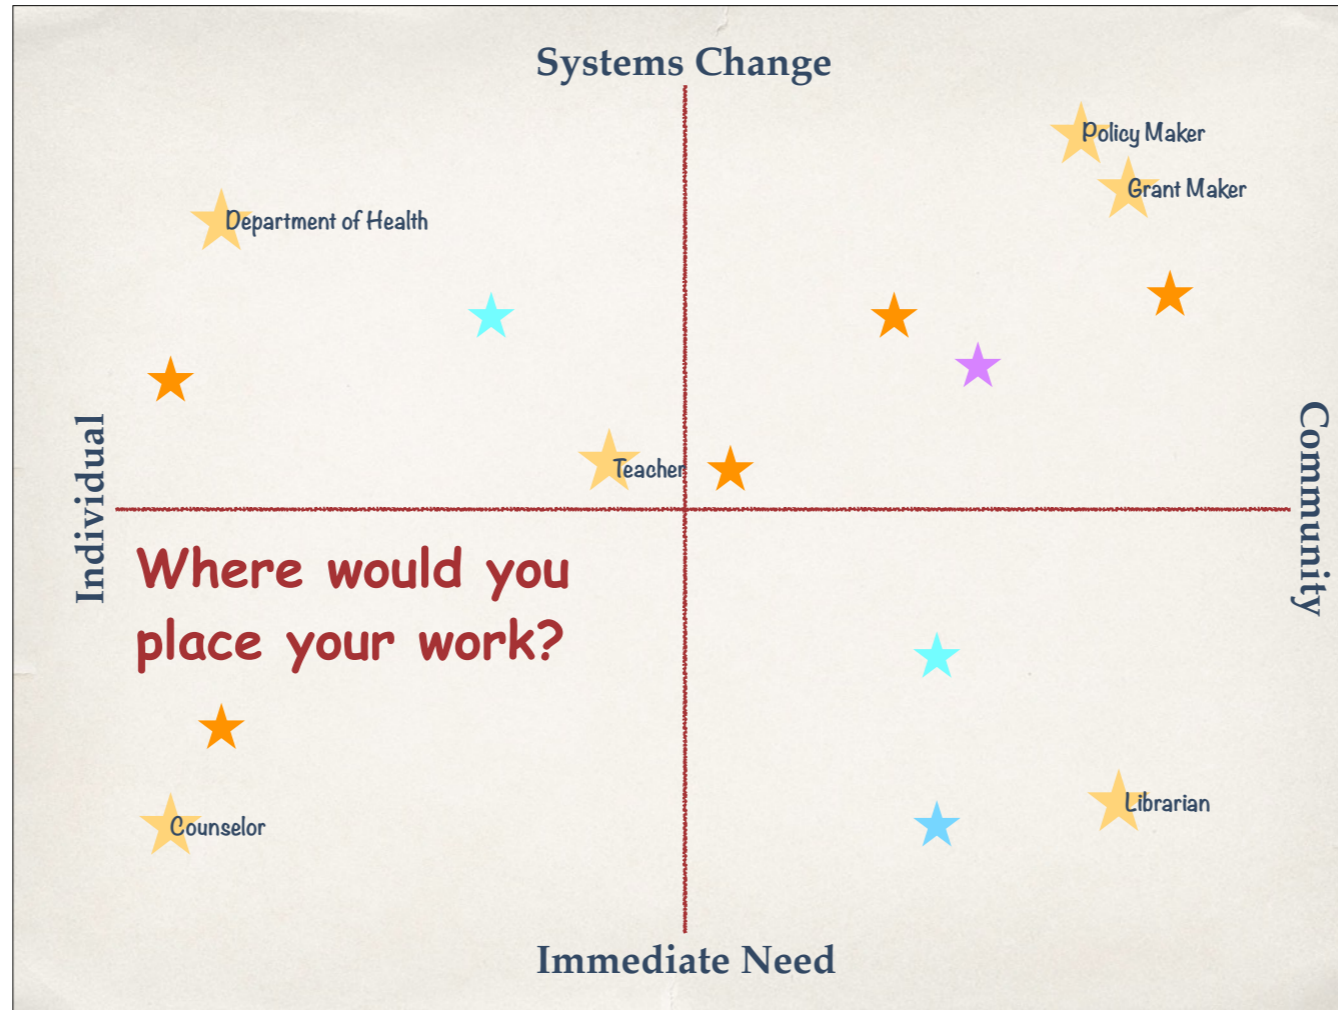 Systems Change
Policy Maker
Grant Maker
Department of Health
Teacher
Individual
Community
Where would you
place your work?
Librarian
Counselor
Immediate Need